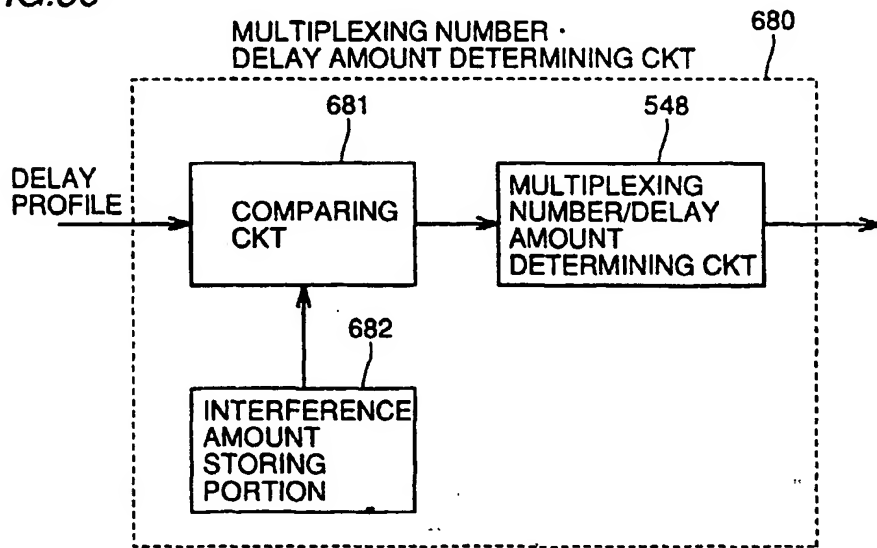 MULTIPLEXING NUMBER ·
DELAY AMOUNT DETERMINING CKT
680
681
548
DELAY
PROFILE
COMPARING
CKT
MULTIPLEXING
NUMBER/DELAY
AMOUNT
DETERMINING CKT
682
INTERFERENCE
AMOUNT
STORING
PORTION